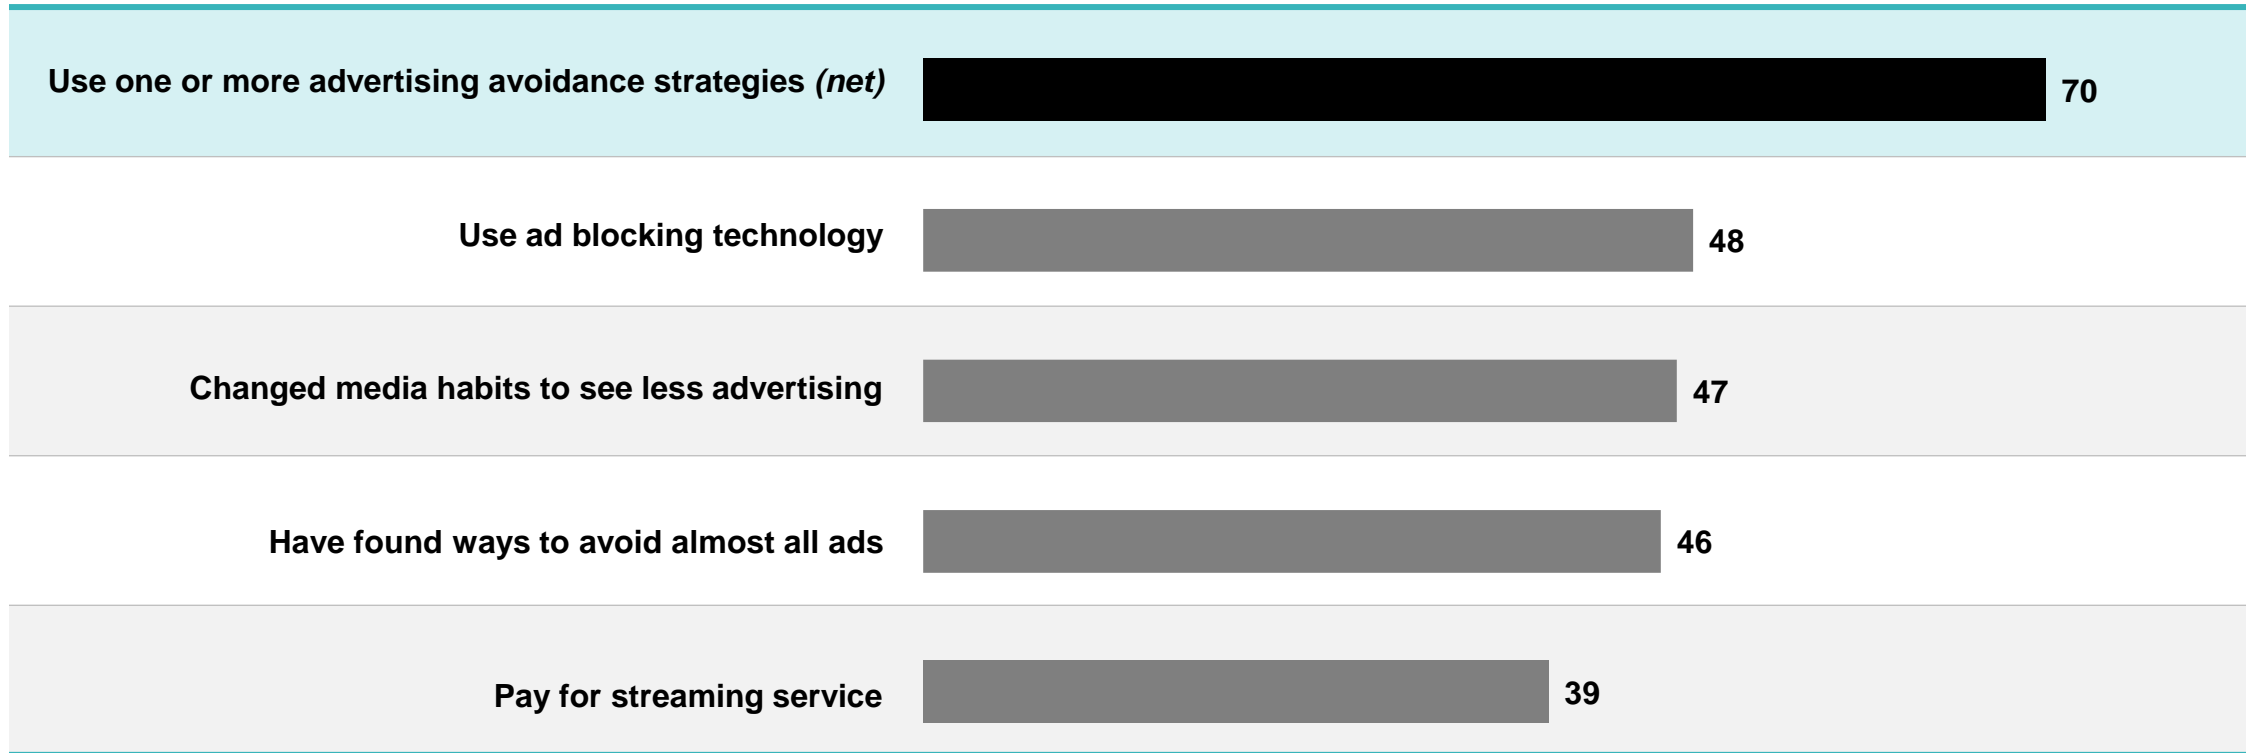 Use one or more advertising avoidance strategies (net)
70
Use ad blocking technology
48
Changed media habits to see less advertising
47
Have found ways to avoid almost all ads
46
Pay for streaming service
39